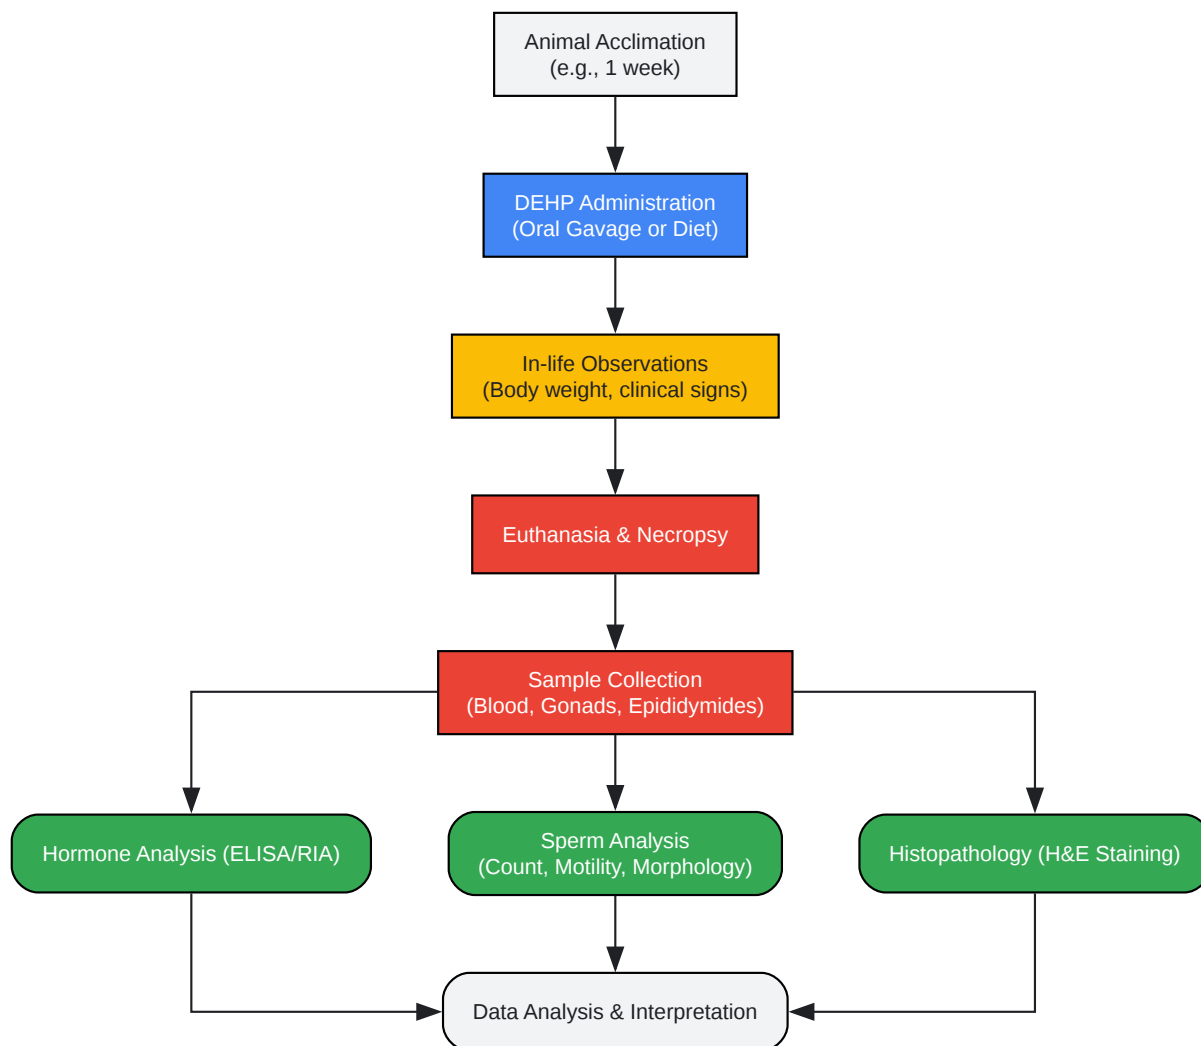 Animal Acclimation
(e.g., 1 week)
DEHP Administration
(Oral Gavage or Diet)
In-life Observations
(Body weight, clinical signs)
Euthanasia & Necropsy
Sample Collection
(Blood, Gonads, Epididymides)
Hormone Analysis (ELISA/RIA)
Sperm Analysis
(Count, Motility, Morphology)
Histopathology (H&E Staining)
Data Analysis & Interpretation